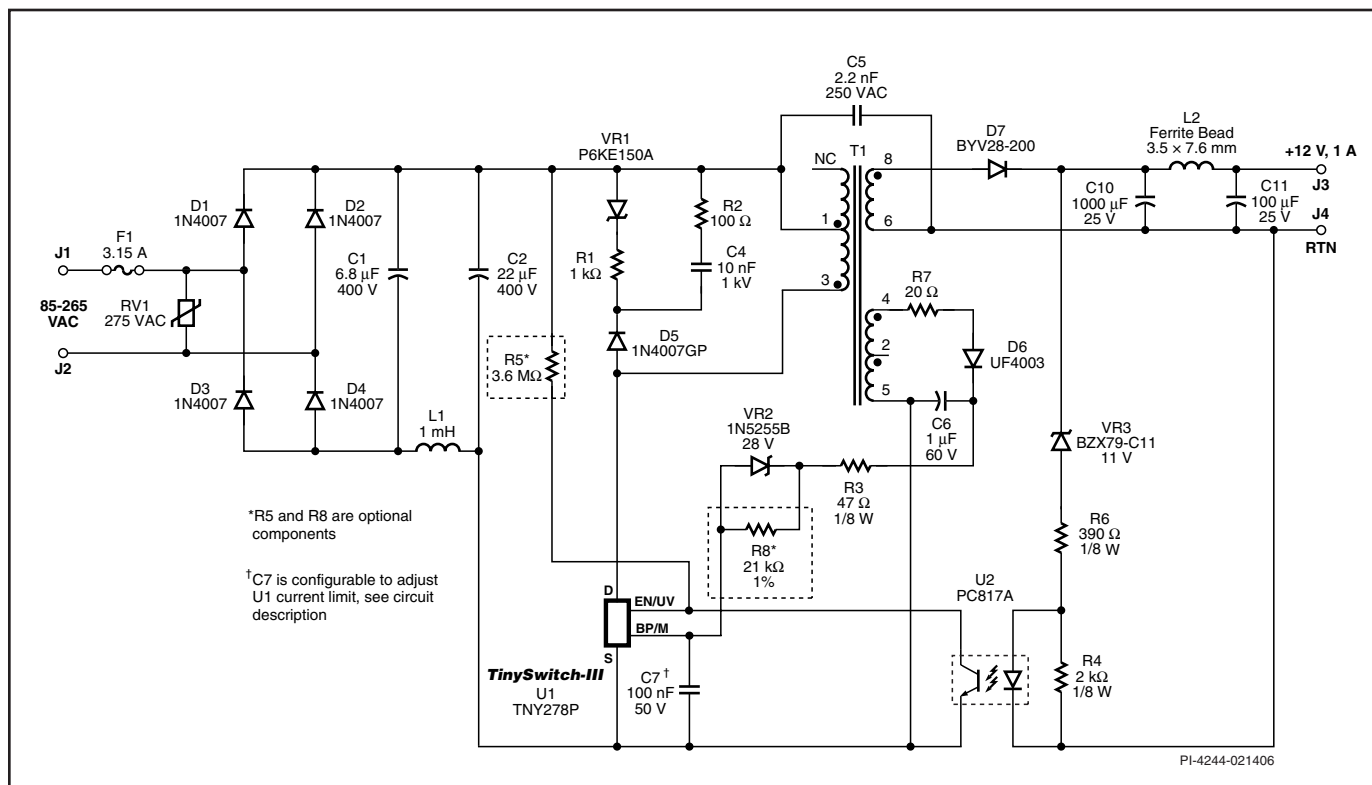 C5
2.2 nF
250 VAC
VR1
P6KE150A
T1
NC
8
D7
BYV28-200
L2
Ferrite Bead
3.5 × 7.6 mm
+12 V, 1 A
J3
D1
1N4007
D2
1N4007
R2
100 Ω
1
6
C10
1000 µF
25 V
C11
100 µF
25 V
J4
RTN
F1
3.15 A
J1
C1
6.8 µF
400 V
C2
22 µF
400 V
R1
1 kΩ
C4
10 nF
1 kV
3
R7
20 Ω
4
85-265
VAC
RV1
275 VAC
J2
D5
1N4007GP
R5*
3.6 MΩ
2
D6
UF4003
D3
1N4007
D4
1N4007
5
L1
1 mH
VR2
1N5255B
28 V
C6
1 µF
60 V
VR3
BZX79-C11
11 V
R3
47 Ω
1/8 W
*R5 and R8 are optional
components
R8*
21 kΩ
1%
R6
390 Ω
1/8 W
†C7 is configurable to adjust
U1 current limit, see circuit
description
U2
PC817A
D
EN/UV
BP/M
S
TinySwitch-III
U1
TNY278P
C7†
100 nF
50 V
R4
2 kΩ
1/8 W
PI-4244-021406